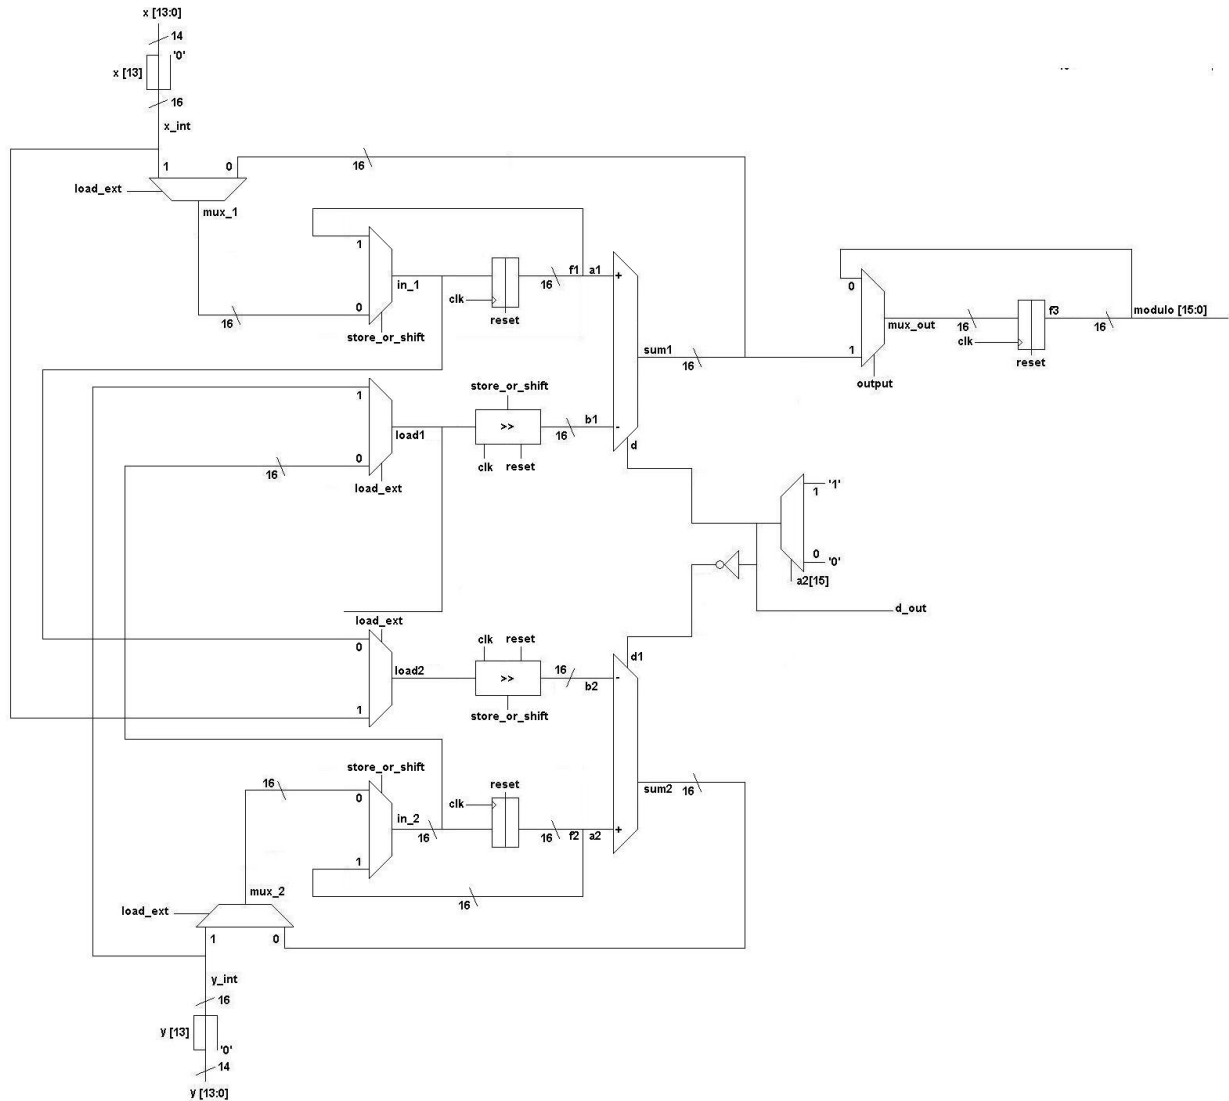 x [13:0]
14
'0'
x [13]
16
x_int
1 0
16
load_ext
mux_1
1
f1 a1 +
in_1
16
clk
0
16
reset
store_or_shift
0
mux_out
16
clk
f3
16
modulo [15:0]
reset
1
output
sum1
16
store_or_shift
1
>>
b1 -
load1
16
0
16
clk reset
load_ext
d
'1'
1
0
'0'
a2[15]
d_out
load_ext
0
clk reset
d1
load2
>>
16
b2
-
1
store_or_shift
store_or_shift
16
0
reset
sum2 16
in_2
16
clk
16
f2 a2 +
1
16
mux_2
load_ext
1 0
y_int
16
y [13]
'0'
14
y [13:0]